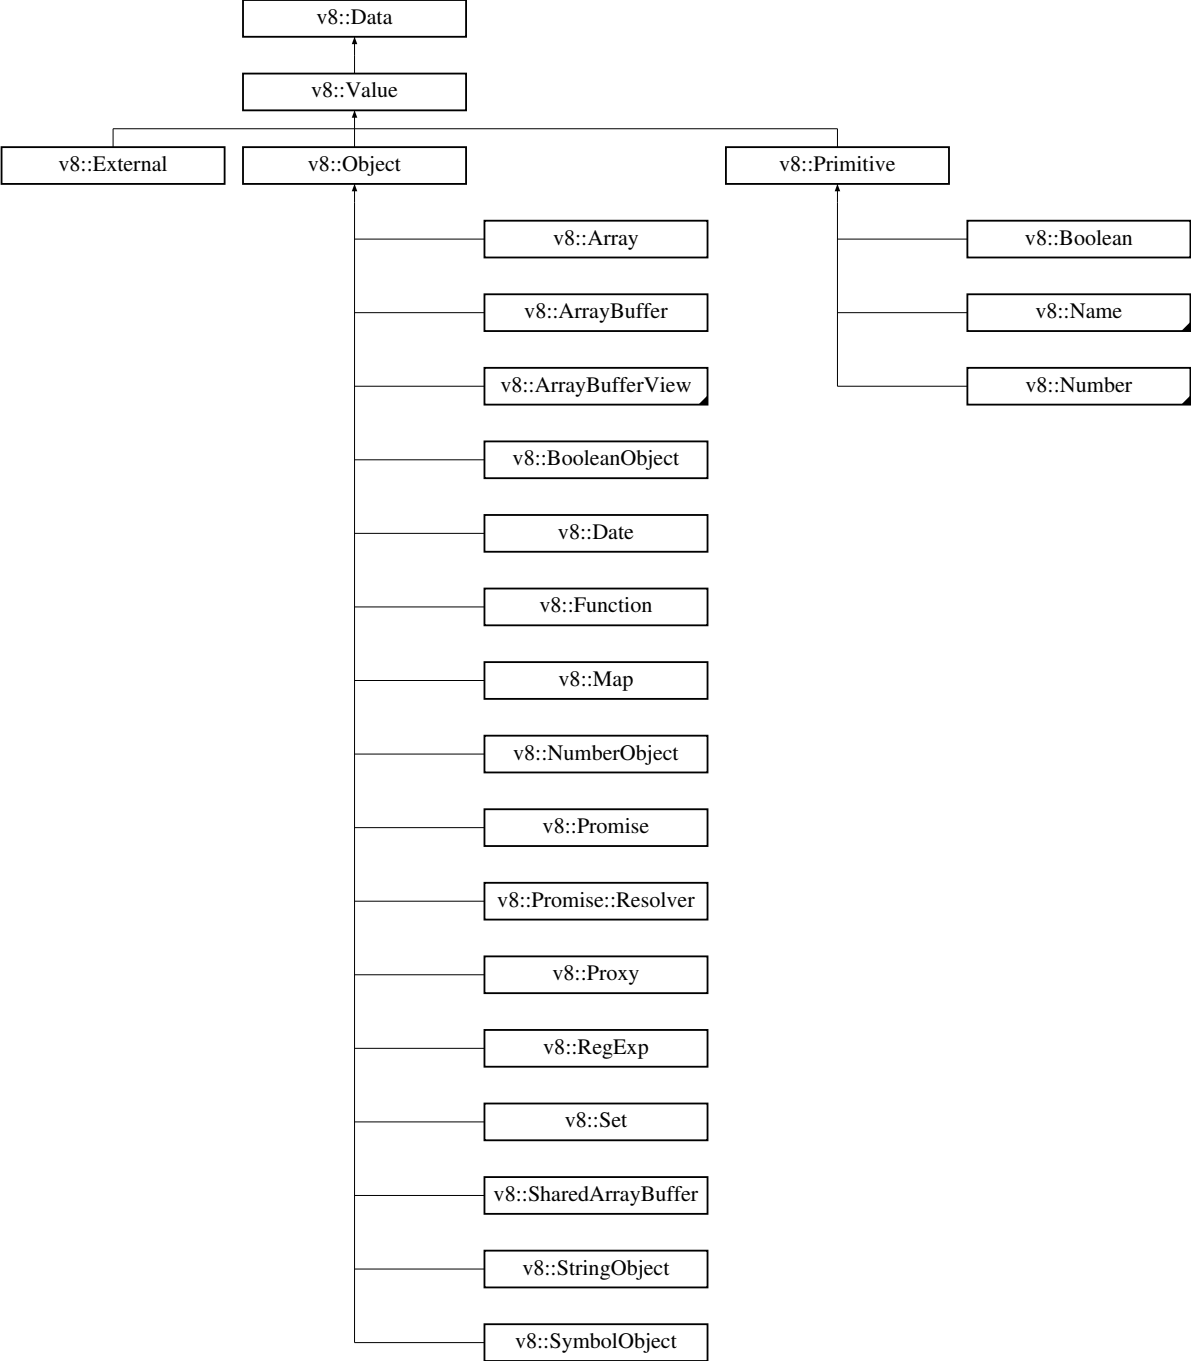 v8::Data
v8::Value
v8::External
v8::Object
v8::Primitive
v8::Array
v8::Boolean
v8::ArrayBuffer
v8::Name
v8::ArrayBufferView
v8::Number
v8::BooleanObject
v8::Date
v8::Function
v8::Map
v8::NumberObject
v8::Promise
v8::Promise::Resolver
v8::Proxy
v8::RegExp
v8::Set
v8::SharedArrayBuffer
v8::StringObject
v8::SymbolObject